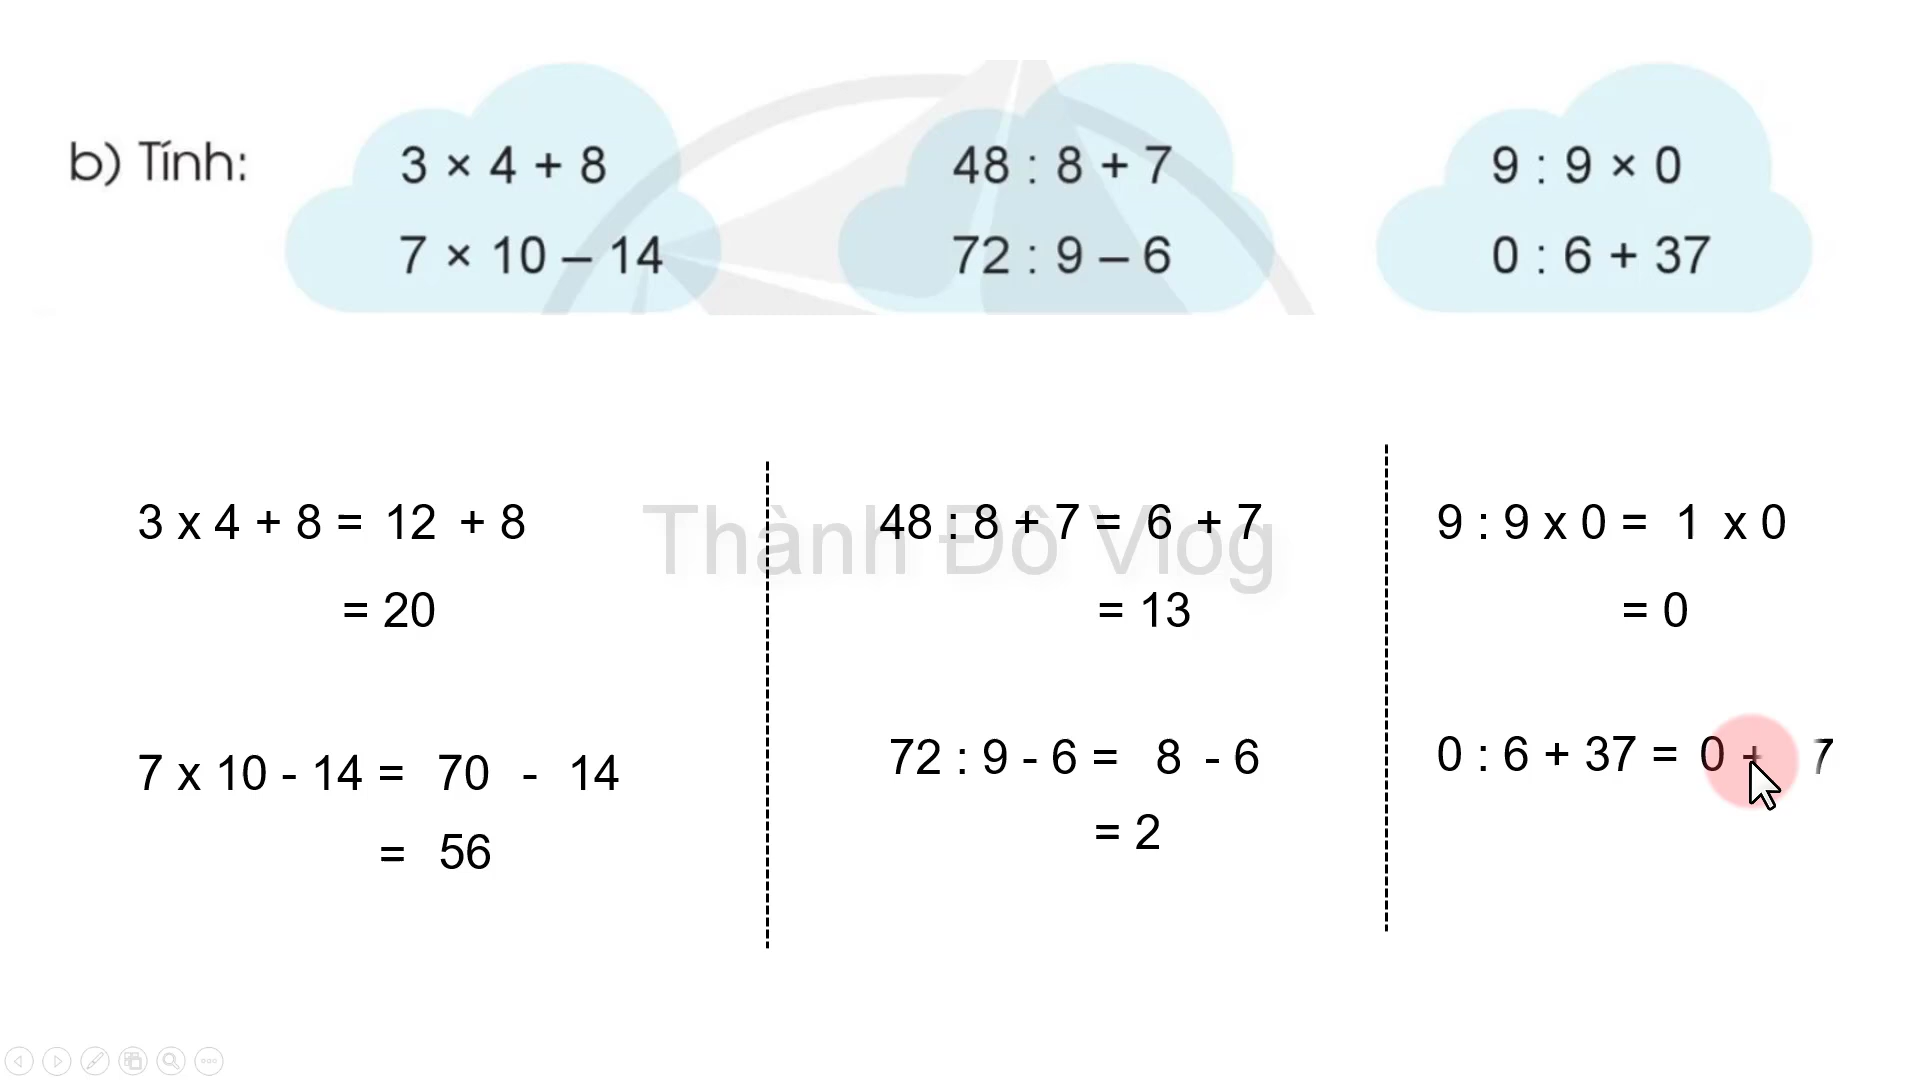 b) Tính:
3 × 4 + 8
7 × 10 – 14
48 : 8 + 7
72 : 9 – 6
9 : 9 × 0
0 : 6 + 37
Thành Đô Vlog
3 x 4 + 8 = 12 + 8
= 20
7 x 10 - 14 = 70 - 14
= 56
48 : 8 + 7 = 6 + 7
= 13
72 : 9 - 6 = 8 - 6
= 2
9 : 9 x 0 = 1 x 0
= 0
0 : 6 + 37 = 0 + 7